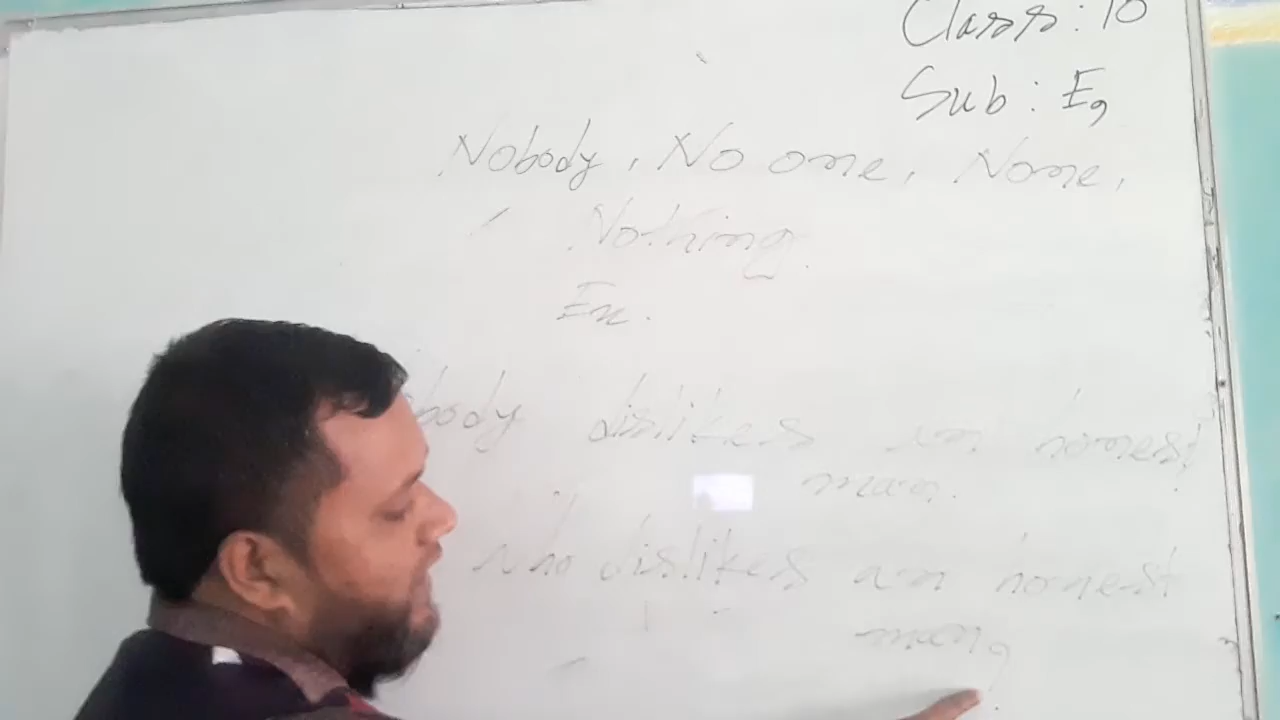 Class : 10
Sub : Eg
Nobody, No one, None,
Nothing.
Ex.
body dislikes an honest
man.
who dislikes an honest
man?